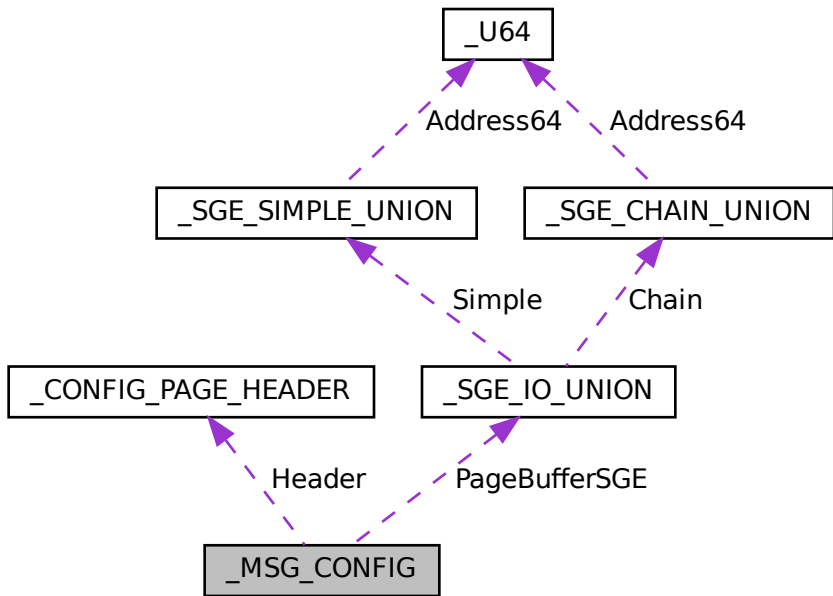 _U64
Address64
Address64
_SGE_SIMPLE_UNION
_SGE_CHAIN_UNION
Simple
Chain
_CONFIG_PAGE_HEADER
_SGE_IO_UNION
Header
PageBufferSGE
_MSG_CONFIG